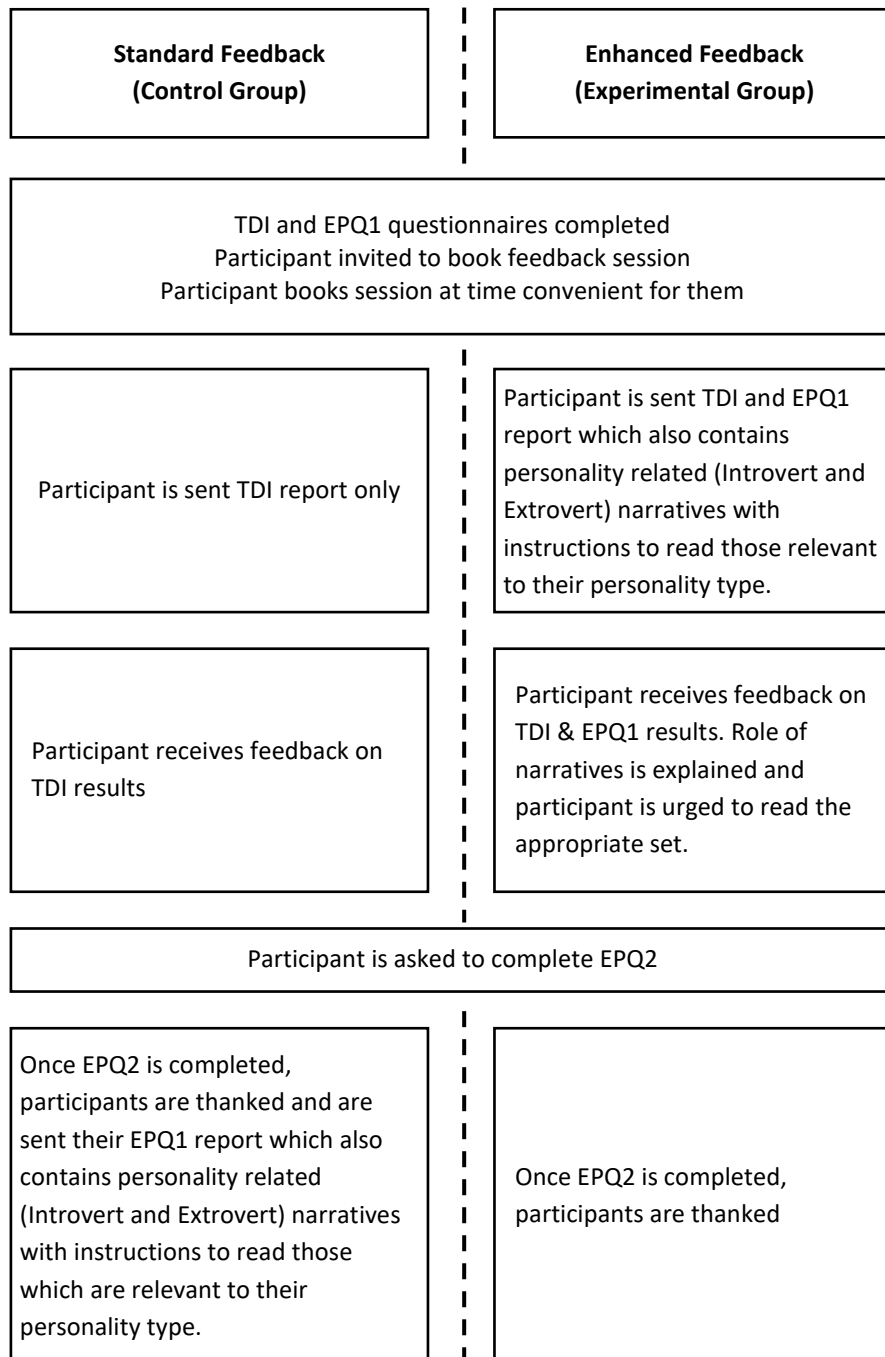 Standard Feedback
(Control Group)
Enhanced Feedback
(Experimental Group)
TDI and EPQ1 questionnaires completed
Participant invited to book feedback session
Participant books session at time convenient for them
Participant is sent TDI report only
Participant is sent TDI and EPQ1
report which also contains
personality related (Introvert and
Extrovert) narratives with
instructions to read those relevant
to their personality type.
Participant receives feedback on
TDI results
Participant receives feedback on
TDI & EPQ1 results. Role of
narratives is explained and
participant is urged to read the
appropriate set.
Participant is asked to complete EPQ2
Once EPQ2 is completed,
participants are thanked and are
sent their EPQ1 report which also
contains personality related
(Introvert and Extrovert) narratives
with instructions to read those
which are relevant to their
personality type.
Once EPQ2 is completed,
participants are thanked